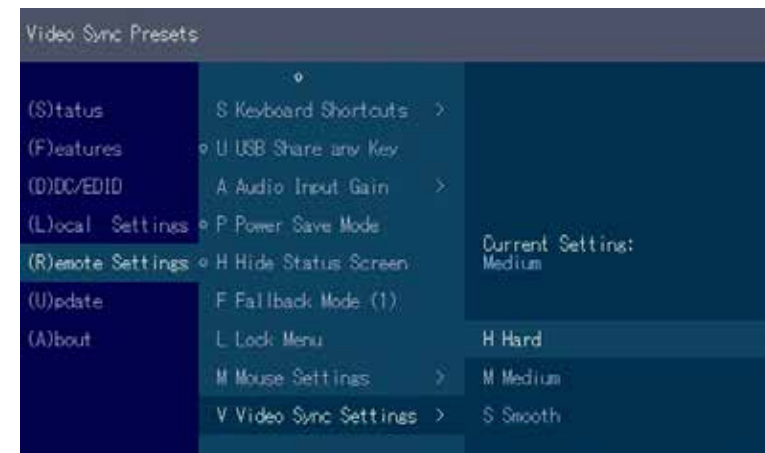 Video Sync Presets
(S)tatus
(F)eatures
(D)DC/EDID
(L)ocal Settings
(R)emote Settings
(U)pdate
(A)bout
S Keyboard Shortcuts >
U USB Share any Key
A Audio Input Gain >
P Power Save Mode
H Hide Status Screen
F Fallback Mode (1)
L Lock Menu
M Mouse Settings >
V Video Sync Settings >
Current Setting:
Medium
H Hard
M Medium
S Smooth